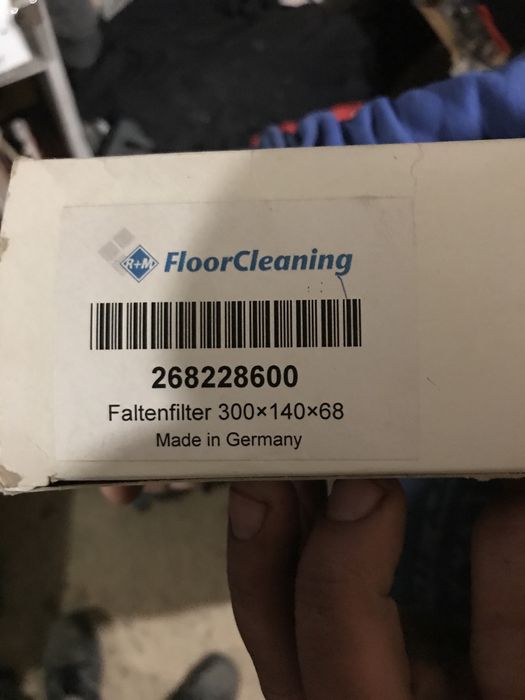 R+M FloorCleaning
268228600
Faltenfilter 300×140×68
Made in Germany